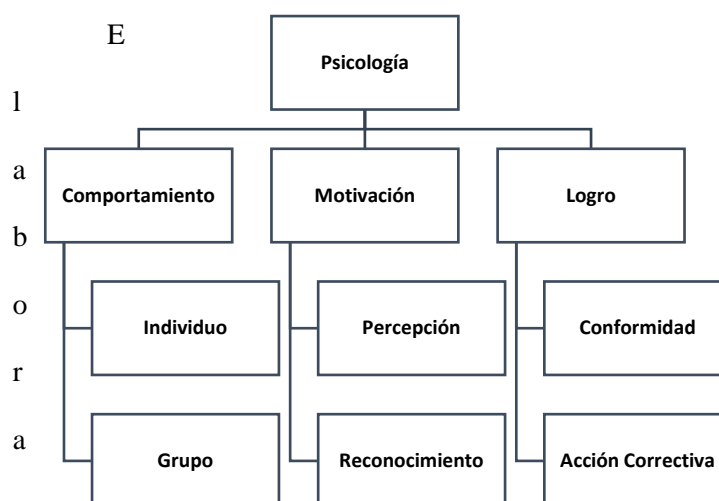 E
Psicología
l
a
Comportamiento Motivación Logro
b
o
Individuo Percepción Conformidad
r
a
Grupo Reconocimiento Acción Correctiva